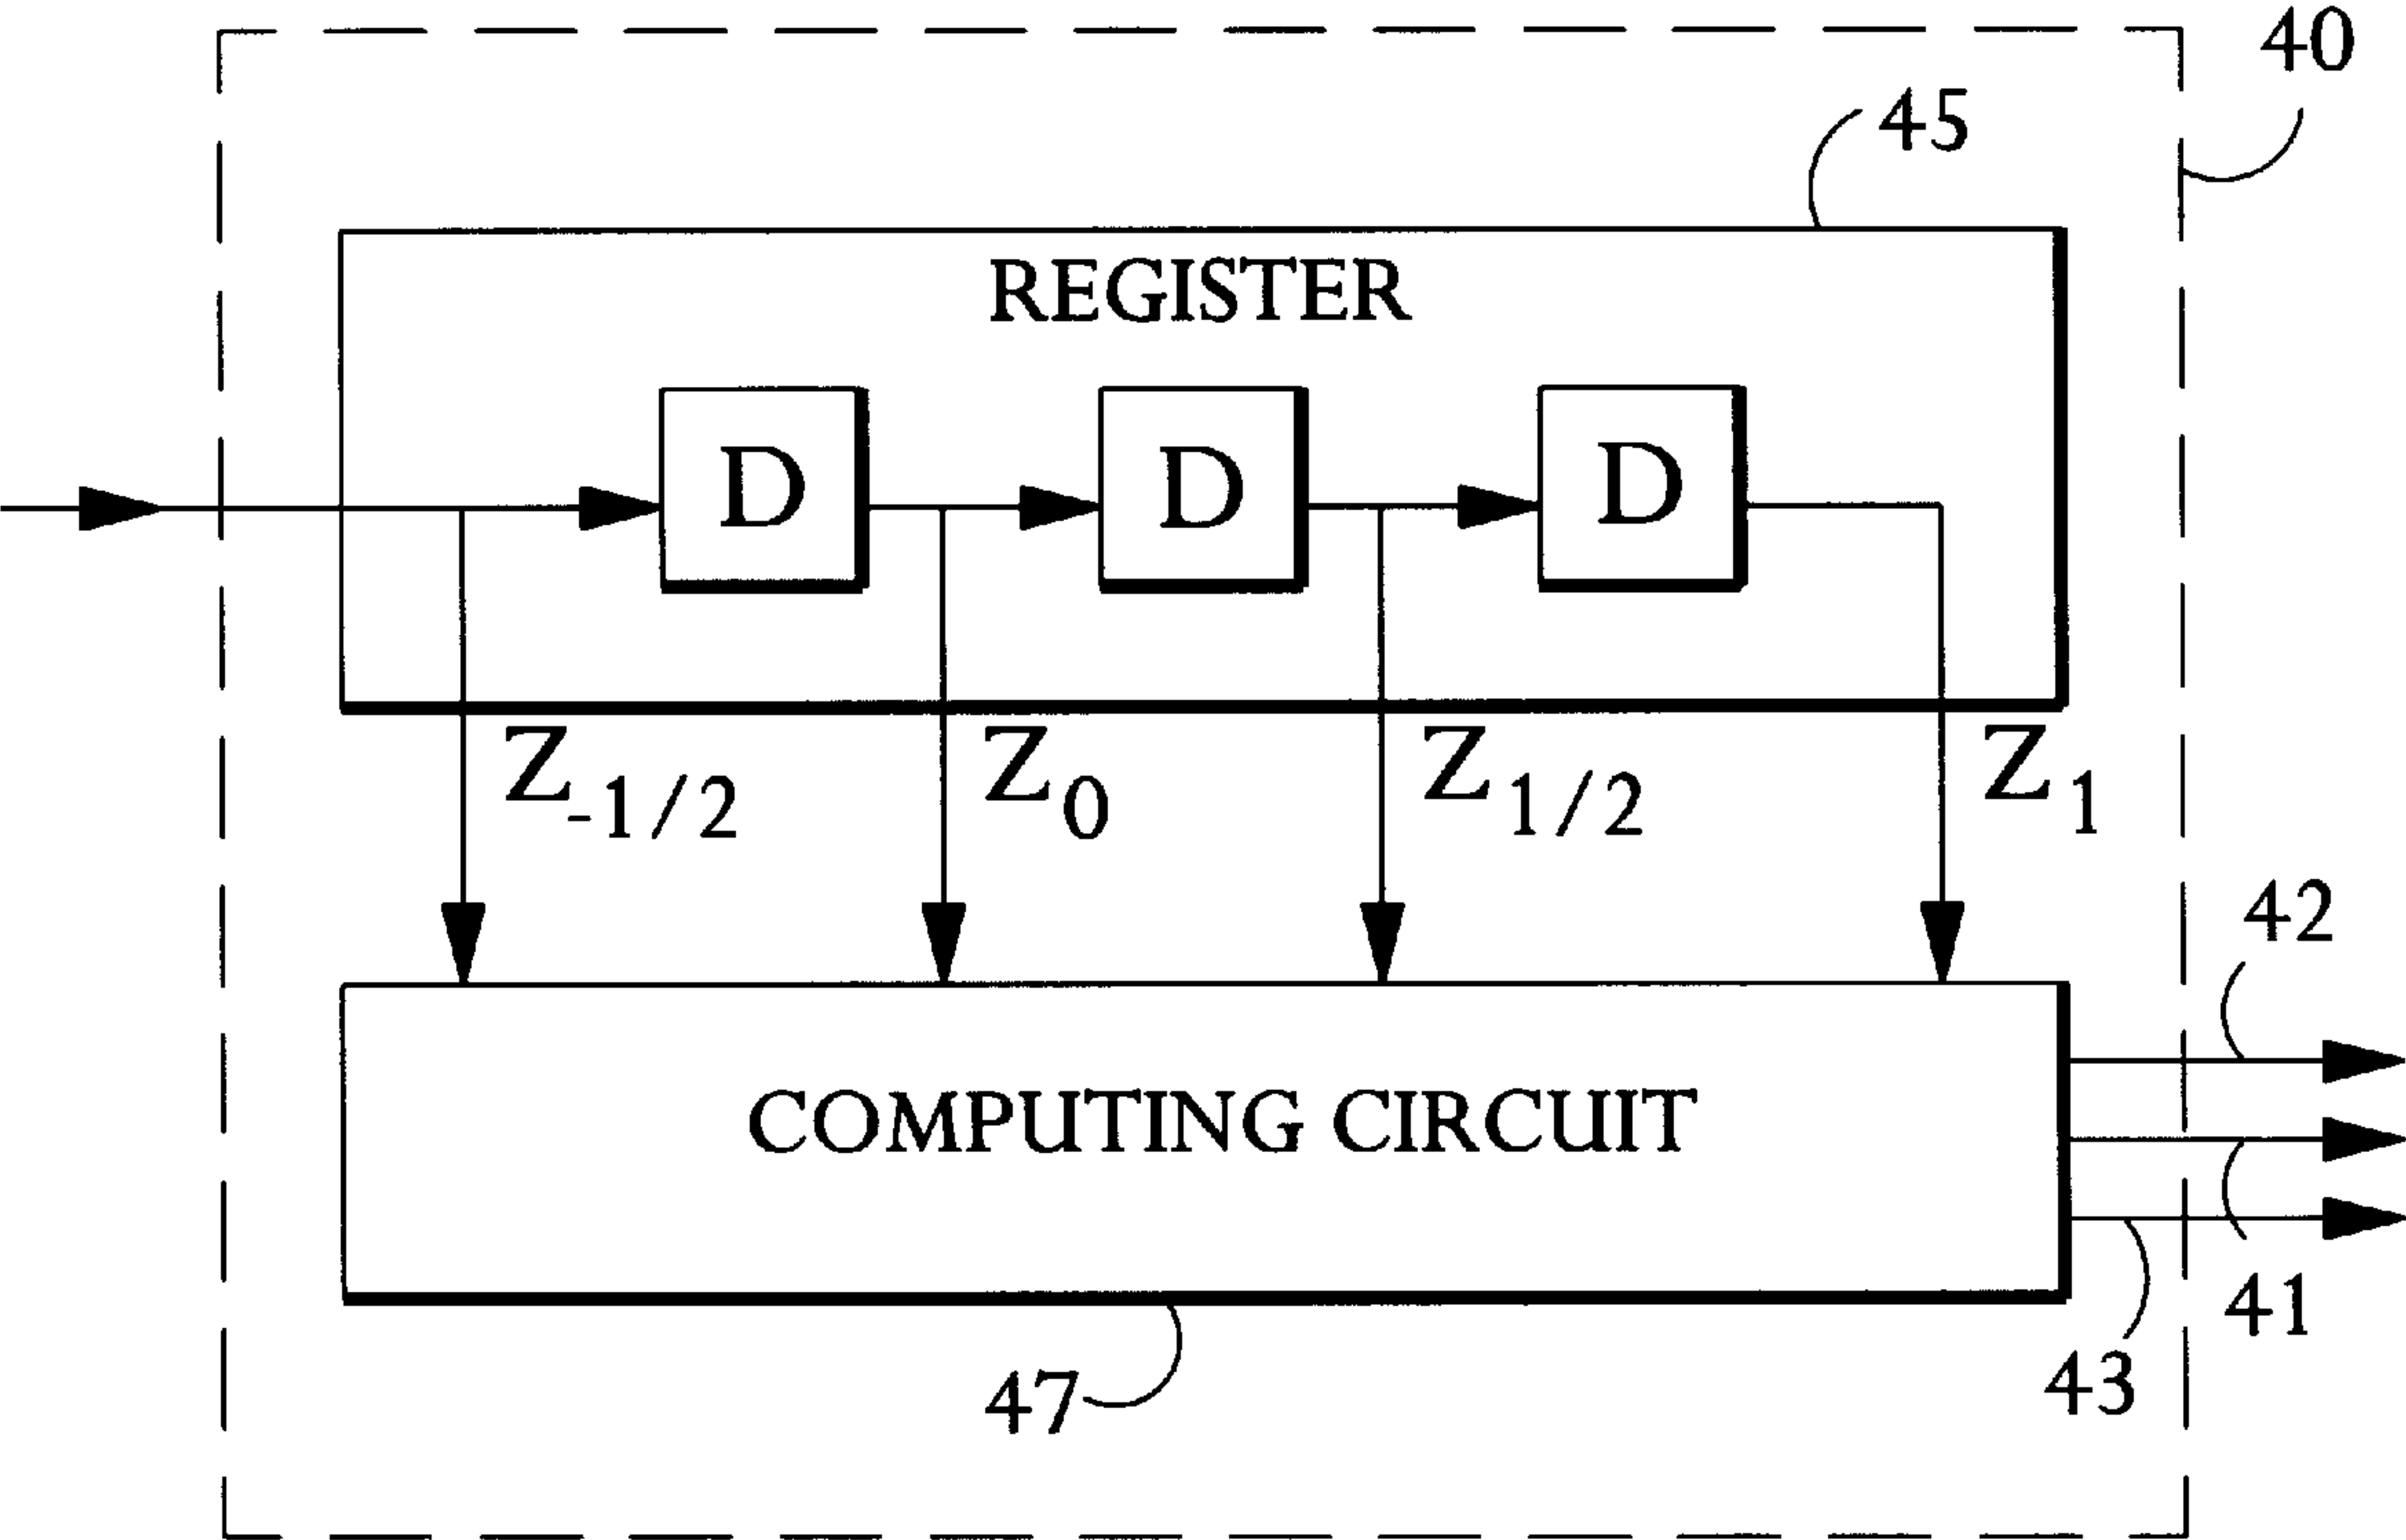 40
45
REGISTER
D D D
Z-1/2 Z0 Z1/2 Z1
42
COMPUTING CIRCUIT
41
43
47